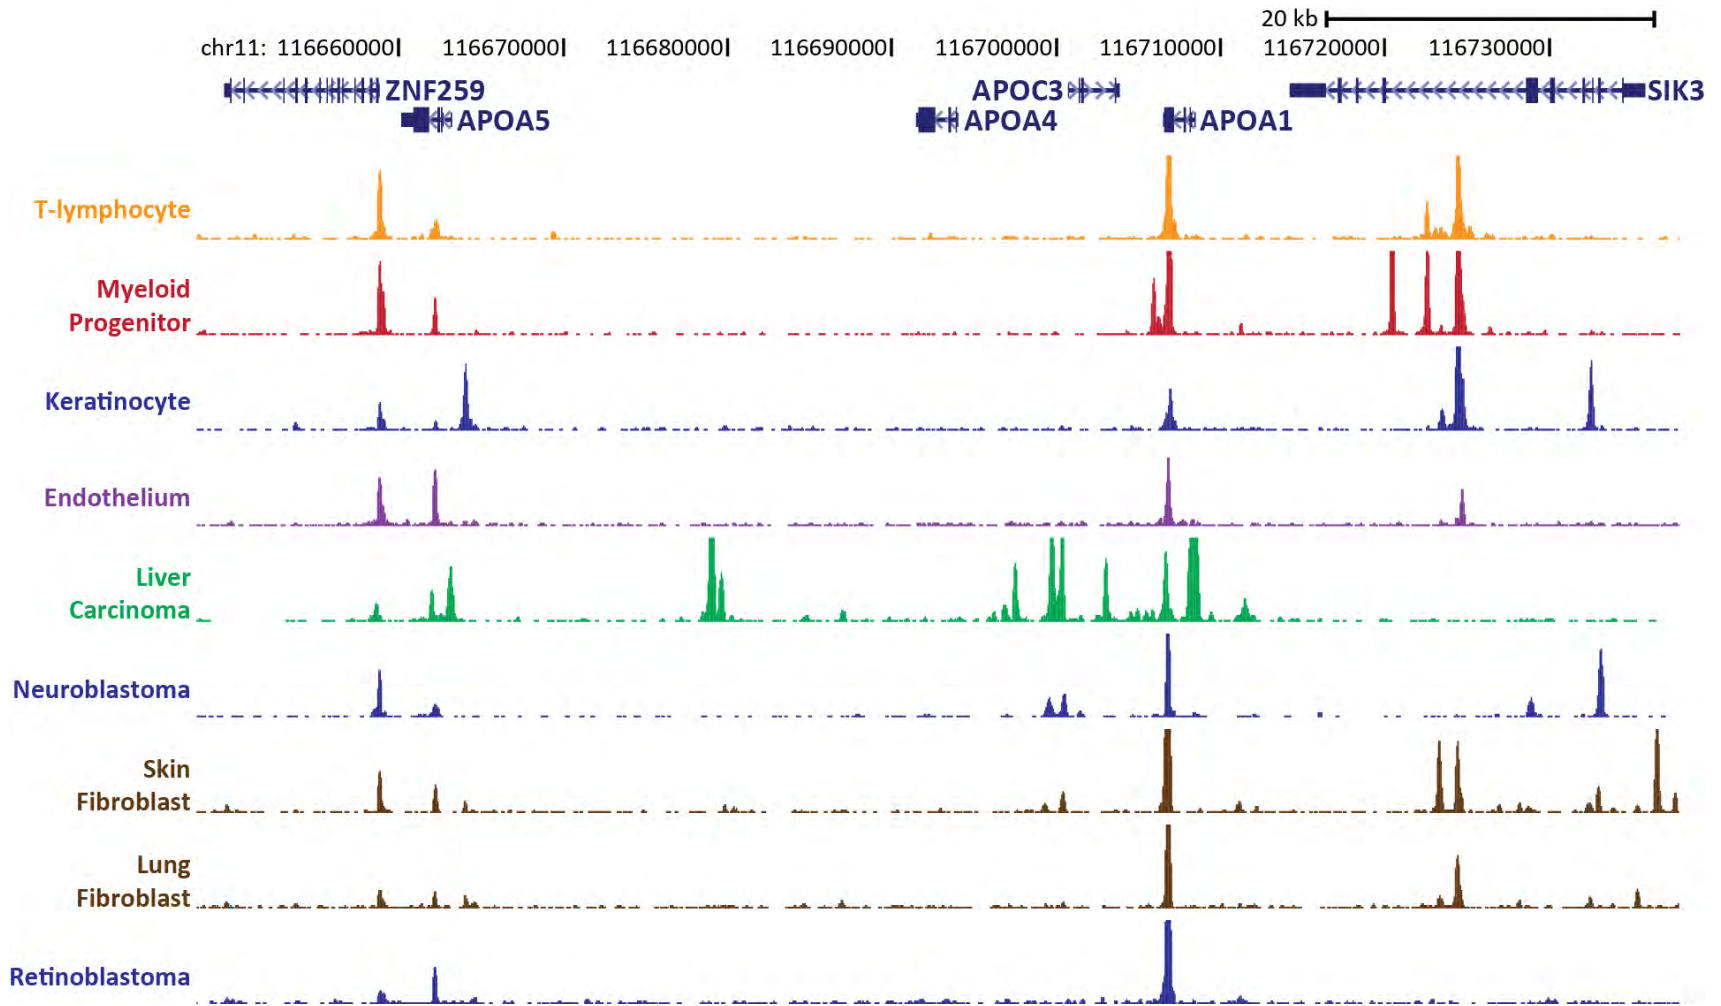 20 kb
chr11: 116660000 116670000 116680000 116690000 116700000 116710000 116720000 116730000
ZNF259 APOC3 SIK3
APOA5 APOA4 APOA1
T-lymphocyte
Myeloid
Progenitor
Keratinocyte
Endothelium
Liver
Carcinoma
Neuroblastoma
Skin
Fibroblast
Lung
Fibroblast
Retinoblastoma